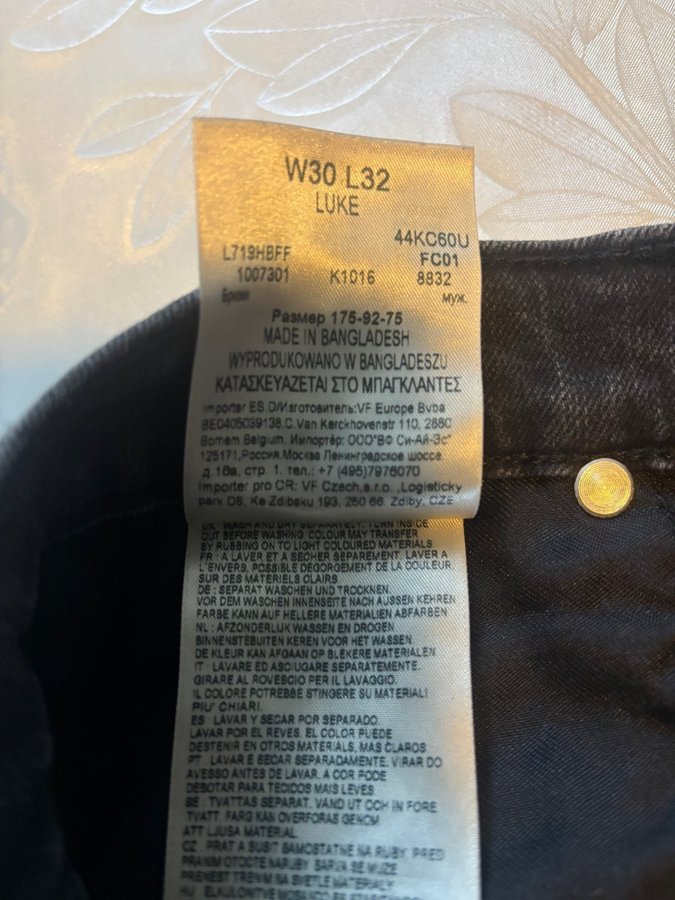 W30 L32
LUKE
44KC60U
L719HBFF FC01
1007301 K1016 8832
Брюки муж.
Размер 175-92-75
MADE IN BANGLADESH
WYPRODUKOWANO W BANGLADESZU
ΚΑΤΑΣΚΕΥΑΖΕΤΑΙ ΣΤΟ ΜΠΑΓΚΛΑΝΤΕΣ
Importer ES.D/Изготовитель:VF Europe Bvba
BE0405039136.C.Van Kerckhovenstr 110, 2880
Bornem Belgium. Импортёр: ООО"ВФ Си-Ай-Эс"
125171,Россия,Москва Ленинградское шоссе.
д.16а, стр. 1. тел.: +7 (495)7976070
Importer pro CR: VF Czech,s.r.o. ,Logisticky
park D8, Ke Zdibsku 193, 250 66, Zdiby, CZE
UK WASH AND DRY SEPARATELY. TURN INSIDE
OUT BEFORE WASHING. COLOUR MAY TRANSFER
BY RUBBING ON TO LIGHT COLOURED MATERIALS
FR : A LAVER ET A SECHER SEPAREMENT. LAVER A
L'ENVERS, POSSIBLE DEGORGEMENT DE LA COULEUR
SUR DES MATERIELS CLAIRS
DE : SEPARAT WASCHEN UND TROCKNEN.
VOR DEM WASCHEN INNENSEITE NACH AUSSEN KEHREN
FARBE KANN AUF HELLERE MATERIALIEN ABFARBEN
NL : AFZONDERLIJK WASSEN EN DROGEN
BINNENSTEBUITEN KEREN VOOR HET WASSEN
DE KLEUR KAN AFGAAN OP BLEKERE MATERIALEN
IT LAVARE ED ASCIUGARE SEPARATEMENTE.
GIRARE AL ROVESCIO PER IL LAVAGGIO.
IL COLORE POTREBBE STINGERE SU MATERIALI
PIU' CHIARI.
ES LAVAR Y SECAR POR SEPARADO.
LAVAR POR EL REVES. EL COLOR PUEDE
DESTENIR EN OTROS MATERIALS, MAS CLAROS
PT LAVAR E SECAR SEPARADAMENTE. VIRAR DO
AVESSO ANTES DE LAVAR. A COR PODE
DEBOTAR PARA TECIDOS MAIS LEVES
SE : TVATTAS SEPARAT. VAND UT OCH IN FORE
TVATT. FARG KAN OVERFORAS GENOM
ATT LJUSA MATERIAL
CZ PRAT A SUSIT SAMOSTATNE NA RUBY. PRED
PRANIM OTOCTE NARUBY. BARVA SE MUZE
PRENEST TRENIM NA SVETLE MATERIALY
HU ELKULONITVE MOSANDO ES